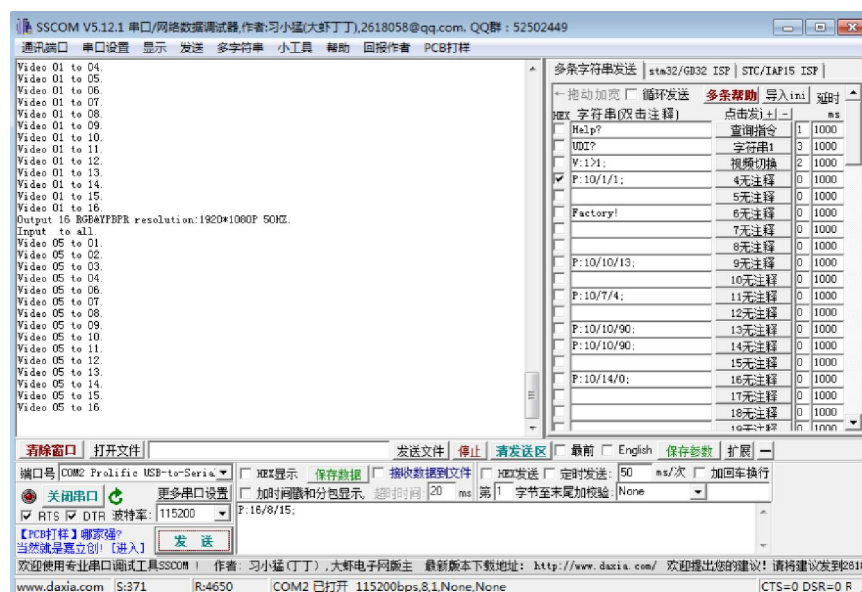 SSCOM V5.12.1 串口/网络数据调试器,作者:习小猛(大虾丁丁),2618058@qq.com. QQ群：52502449
通讯端口 串口设置 显示 发送 多字符串 小工具 帮助 回报作者 PCB打样
Video 01 to 04.
Video 01 to 05.
Video 01 to 06.
Video 01 to 07.
Video 01 to 08.
Video 01 to 09.
Video 01 to 10.
Video 01 to 11.
Video 01 to 12.
Video 01 to 13.
Video 01 to 14.
Video 01 to 15.
Video 01 to 16.
Output 16 RGB&YPBPR resolution:1920*1080P 50HZ.
Input  to all.
Video 05 to 01.
Video 05 to 02.
Video 05 to 03.
Video 05 to 04.
Video 05 to 06.
Video 05 to 07.
Video 05 to 08.
Video 05 to 09.
Video 05 to 10.
Video 05 to 11.
Video 05 to 12.
Video 05 to 13.
Video 05 to 14.
Video 05 to 15.
Video 05 to 16.
多条字符串发送 stm32/GD32 ISP STC/IAP15 ISP
←拖动加宽 循环发送 多条帮助 导入ini 延时
HEX 字符串(双击注释) 点击发 + - ms
Help? 查询指令 1 1000
UDI? 字符串1 3 1000
V:1>1; 视频切换 2 1000
P:10/1/1; 4无注释 0 1000
5无注释 0 1000
Factory! 6无注释 0 1000
7无注释 0 1000
8无注释 0 1000
P:10/10/13; 9无注释 0 1000
10无注释 0 1000
P:10/7/4; 11无注释 0 1000
12无注释 0 1000
P:10/10/90; 13无注释 0 1000
P:10/10/90; 14无注释 0 1000
15无注释 0 1000
P:10/14/0; 16无注释 0 1000
17无注释 0 1000
18无注释 0 1000
19无注释 0 1000
清除窗口 打开文件 发送文件 停止 清发送区 最前 English 保存参数 扩展 —
端口号 COM2 Prolific USB-to-Seria HEX显示 保存数据 接收数据到文件 HEX发送 定时发送: 50 ms/次 加回车换行
关闭串口 更多串口设置 加时间戳和分包显示, 超时时间: 20 ms 第 1 字节至末尾加校验: None
RTS DTR 波特率: 115200 P:16/8/15;
【PCB打样】哪家强?
当然就是嘉立创!【进入】 发 送
欢迎使用专业串口调试工具SSCOM ! 作者: 习小猛(丁丁),大虾电子网版主 最新版本下载地址: http://www.daxia.com/ 欢迎提出您的建议! 请将建议发到2618
www.daxia.com S:371 R:4650 COM2 已打开 115200bps,8,1,None,None CTS=0 DSR=0 R